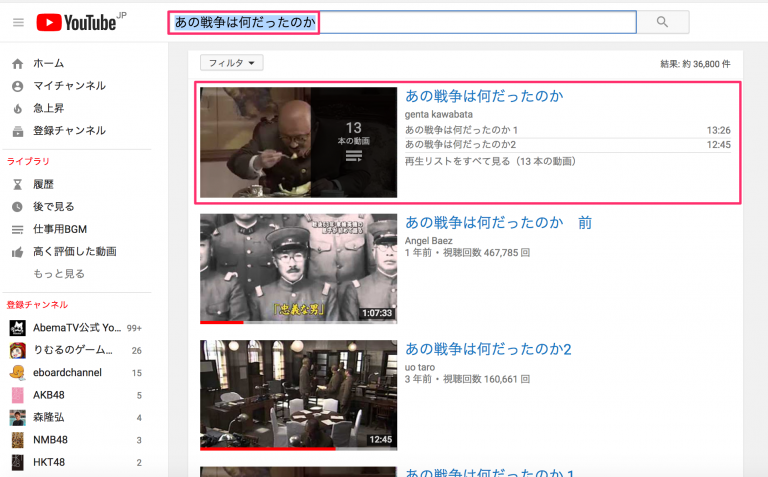 YouTube JP
あの戦争は何だったのか
ホーム
マイチャンネル
急上昇
登録チャンネル
ライブラリ
履歴
後で見る
仕事用BGM
高く評価した動画
もっと見る
登録チャンネル
AbemaTV公式 Yo... 99+
りむるのゲーム... 26
eboardchannel 15
AKB48 5
森隆弘 4
NMB48 3
HKT48 2
フィルタ
結果: 約 36,800 件
13
本の動画
あの戦争は何だったのか
genta kawabata
あの戦争は何だったのか 1 13:26
あの戦争は何だったのか2 12:45
再生リストをすべて見る（13 本の動画）
「忠義な男」
1:07:33
あの戦争は何だったのか 前
Angel Baez
1 年前 • 視聴回数 467,785 回
12:45
あの戦争は何だったのか2
uo taro
3 年前 • 視聴回数 160,661 回
あの戦争は何だったのか 1